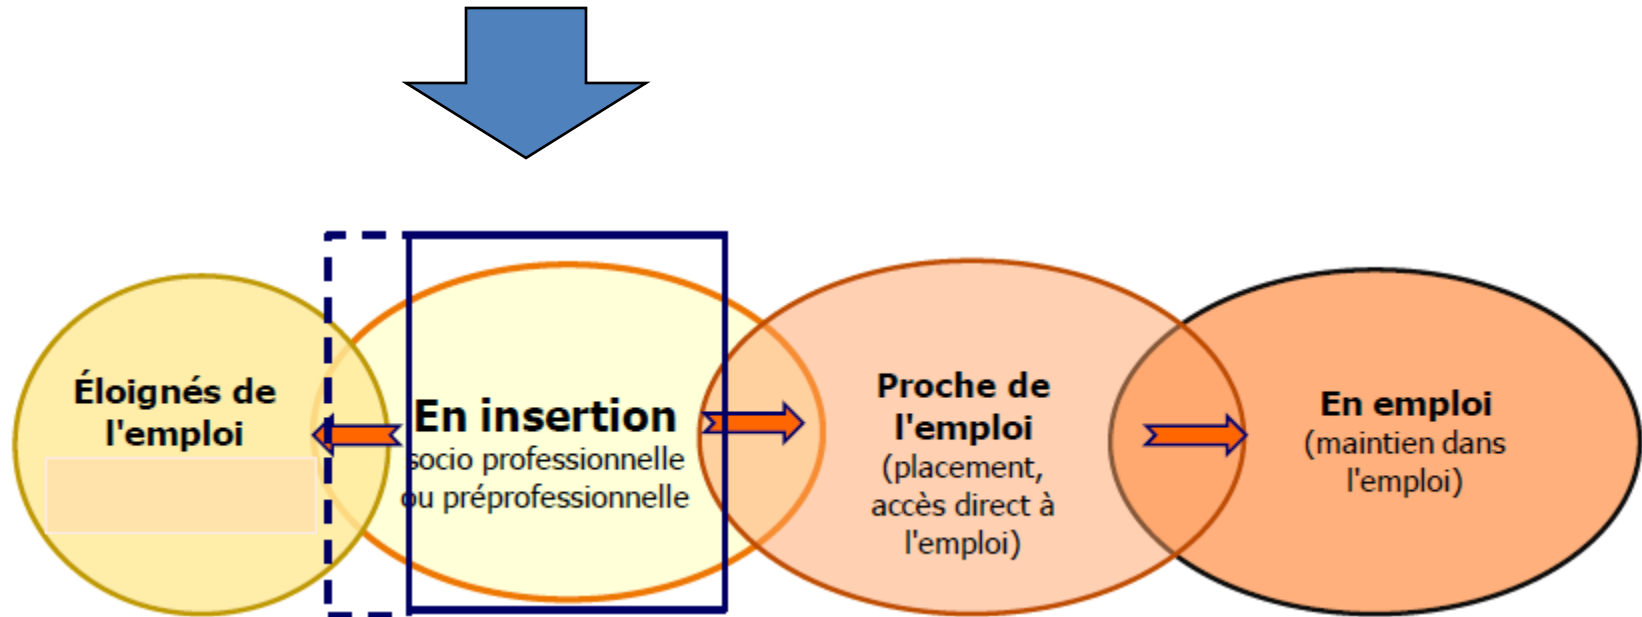 Éloignés de
l'emploi
En insertion
socio professionnelle
ou préprofessionnelle
Proche de
l'emploi
(placement,
accès direct à
l'emploi)
En emploi
(maintien dans
l'emploi)